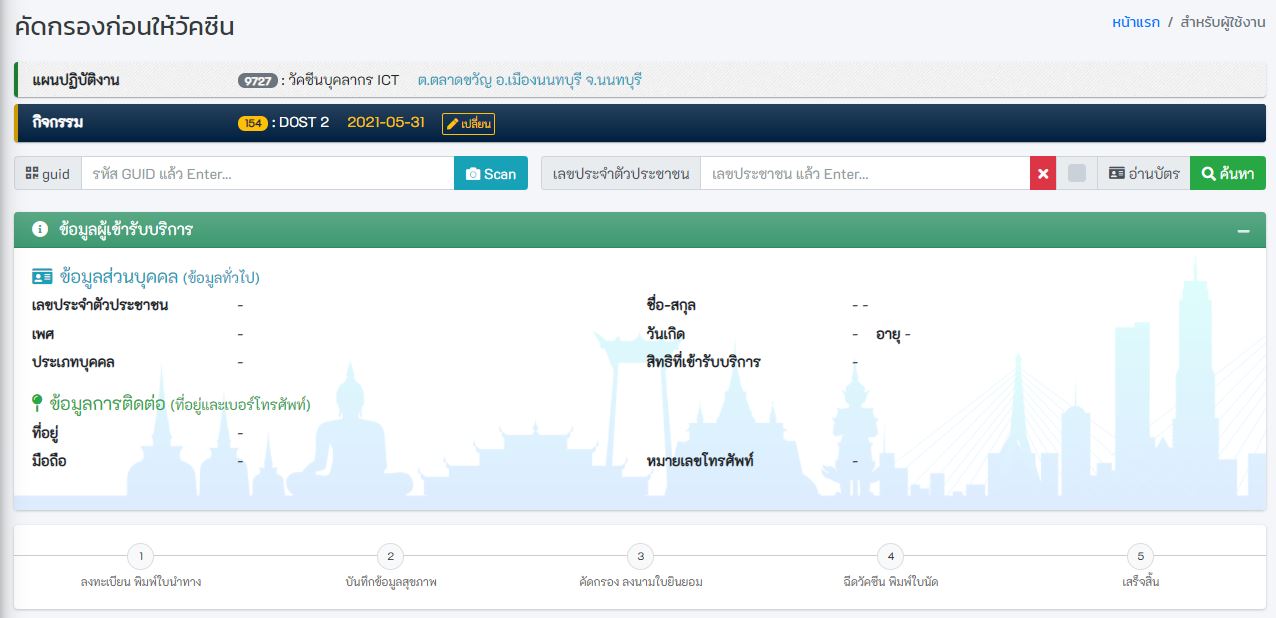 คัดกรองก่อนให้วัคซีน
หน้าแรก / สำหรับผู้ใช้งาน
แผนปฏิบัติงาน 9727 : วัคซีนบุคลากร ICT ต.ตลาดขวัญ อ.เมืองนนทบุรี จ.นนทบุรี
กิจกรรม 154 : DOST 2 2021-05-31 เปลี่ยน
guid รหัส GUID แล้ว Enter... Scan เลขประจำตัวประชาชน เลขประชาชน แล้ว Enter... อ่านบัตร ค้นหา
ข้อมูลผู้เข้ารับบริการ
ข้อมูลส่วนบุคคล (ข้อมูลทั่วไป)
เลขประจำตัวประชาชน - ชื่อ-สกุล - -
เพศ - วันเกิด - อายุ -
ประเภทบุคคล - สิทธิที่เข้ารับบริการ -
ข้อมูลการติดต่อ (ที่อยู่และเบอร์โทรศัพท์)
ที่อยู่ -
มือถือ - หมายเลขโทรศัพท์ -
1 2 3 4 5
ลงทะเบียน พิมพ์ใบนำทาง บันทึกข้อมูลสุขภาพ คัดกรอง ลงนามใบยินยอม ฉีดวัคซีน พิมพ์ใบนัด เสร็จสิ้น